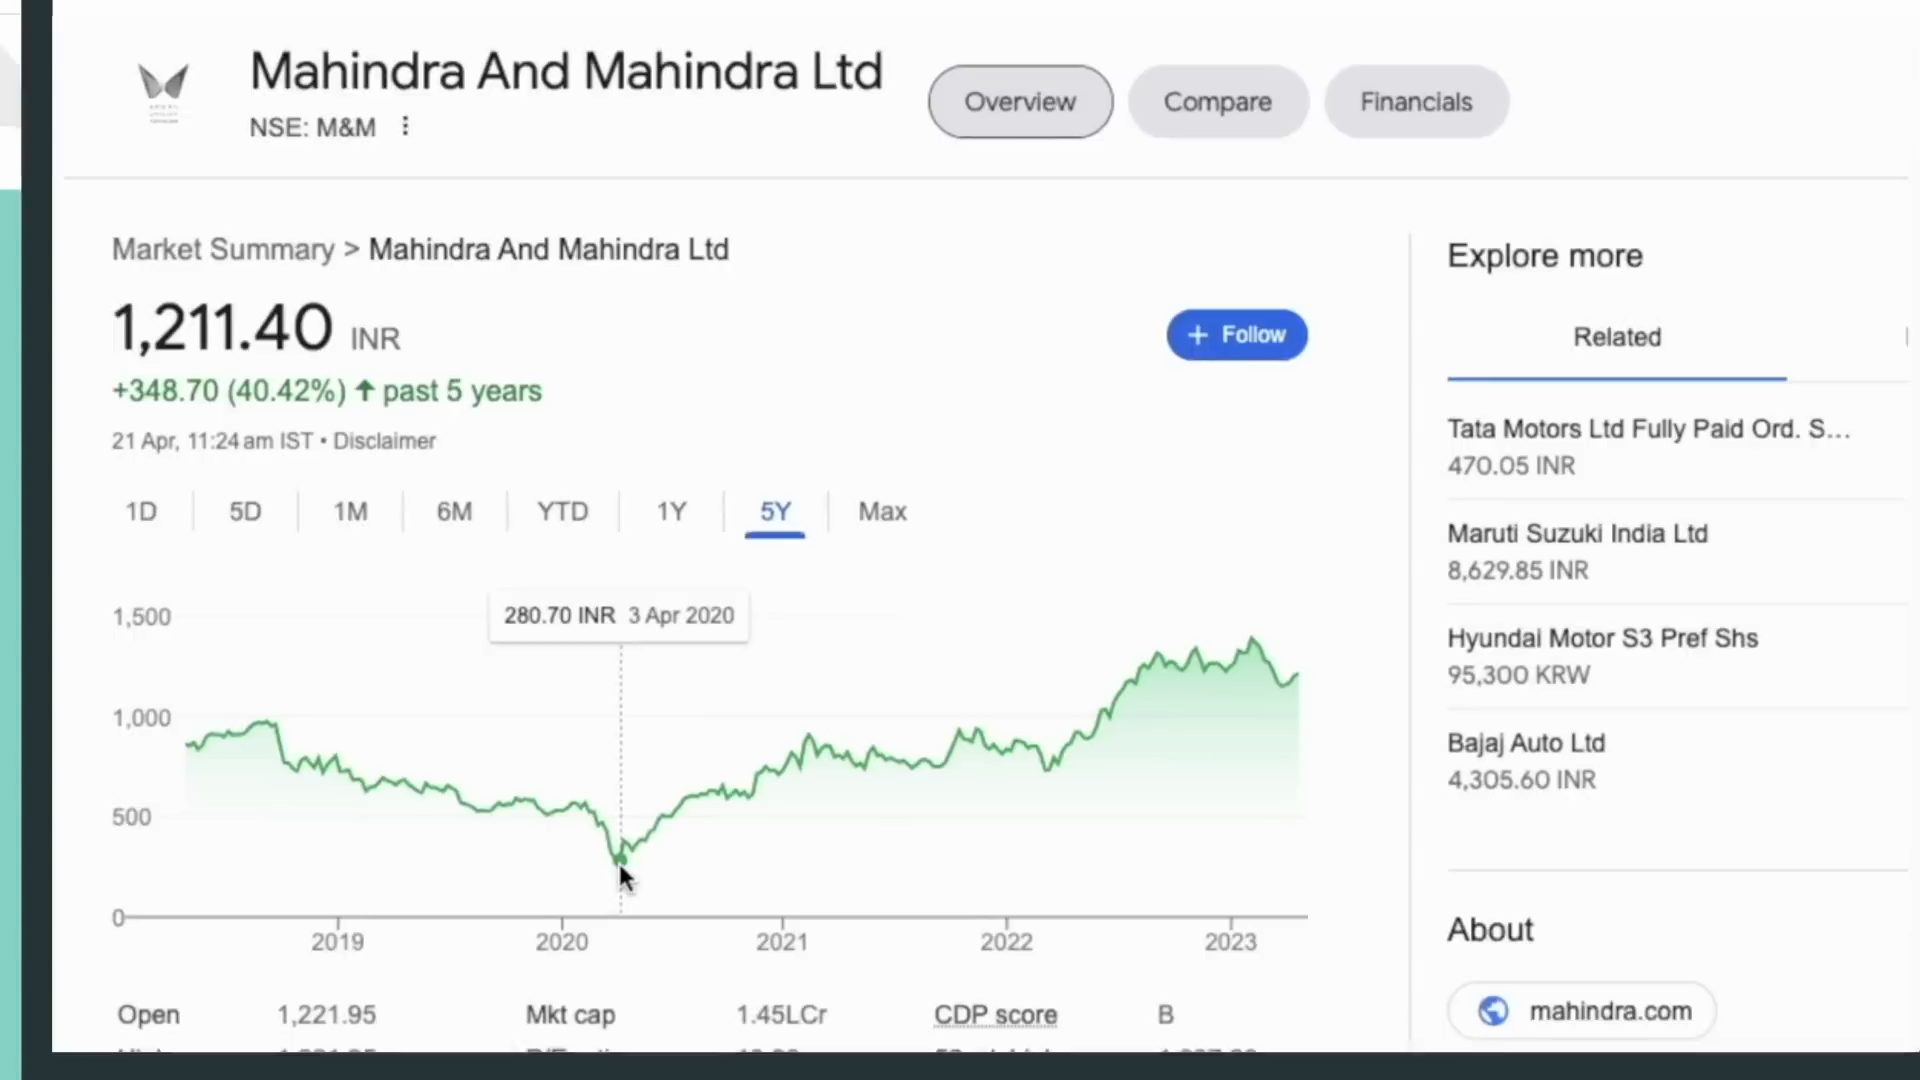 Mahindra And Mahindra Ltd
NSE: M&M
Overview
Compare
Financials
Market Summary > Mahindra And Mahindra Ltd
1,211.40 INR
+ Follow
+348.70 (40.42%) ↑ past 5 years
21 Apr, 11:24 am IST • Disclaimer
1D 5D 1M 6M YTD 1Y 5Y Max
280.70 INR 3 Apr 2020
1,500
1,000
500
0
2019 2020 2021 2022 2023
Open 1,221.95 Mkt cap 1.45LCr CDP score B
Explore more
Related
Tata Motors Ltd Fully Paid Ord. S...
470.05 INR
Maruti Suzuki India Ltd
8,629.85 INR
Hyundai Motor S3 Pref Shs
95,300 KRW
Bajaj Auto Ltd
4,305.60 INR
About
mahindra.com